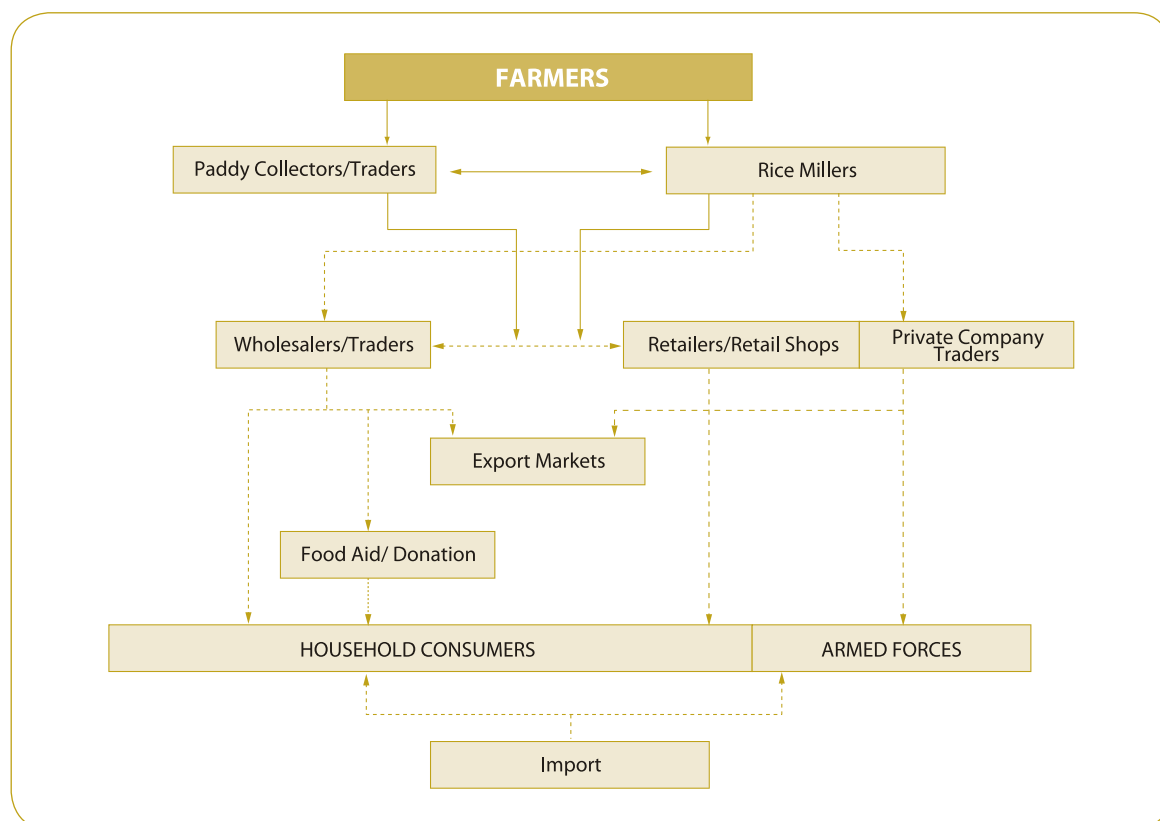 FARMERS
Paddy Collectors/Traders
Rice Millers
Wholesalers/Traders
Retailers/Retail Shops
Private Company
Traders
Export Markets
Food Aid/ Donation
HOUSEHOLD CONSUMERS
ARMED FORCES
Import